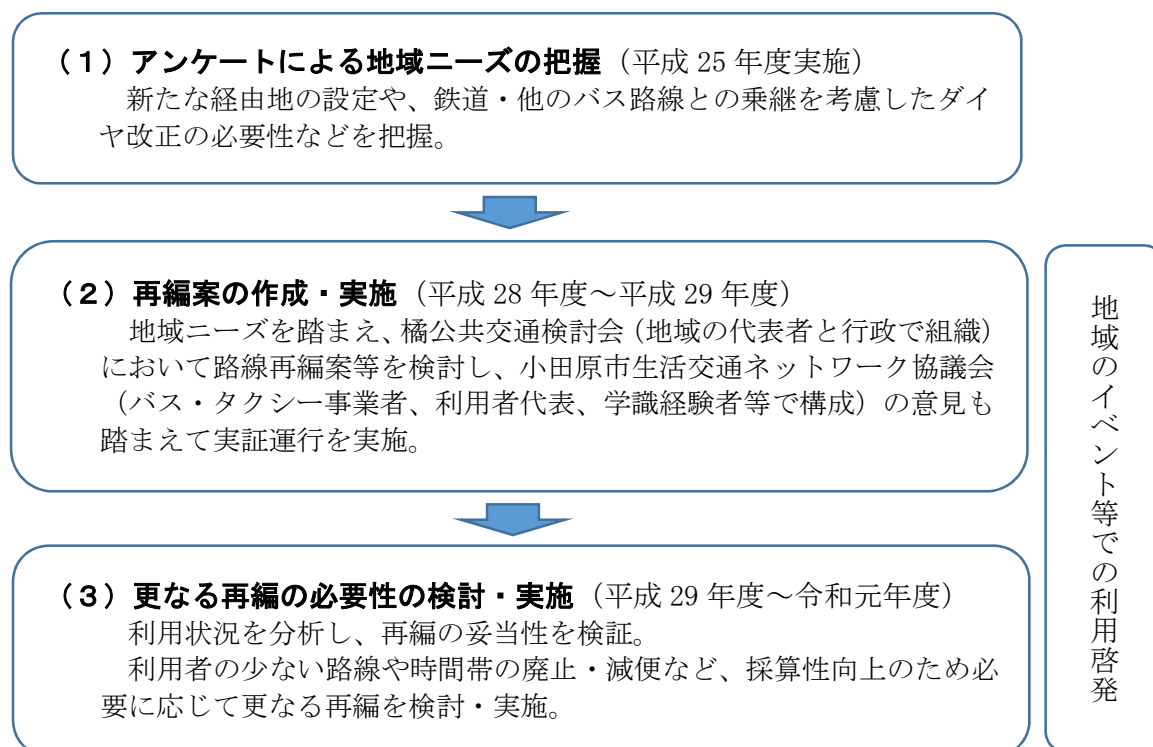 （１）アンケートによる地域ニーズの把握（平成 25 年度実施）
新たな経由地の設定や、鉄道・他のバス路線との乗継を考慮したダイ
ヤ改正の必要性などを把握。
（２）再編案の作成・実施（平成 28 年度～平成 29 年度）
地域ニーズを踏まえ、橘公共交通検討会（地域の代表者と行政で組織）
において路線再編案等を検討し、小田原市生活交通ネットワーク協議会
（バス・タクシー事業者、利用者代表、学識経験者等で構成）の意見も
踏まえて実証運行を実施。
（３）更なる再編の必要性の検討・実施（平成 29 年度～令和元年度）
利用状況を分析し、再編の妥当性を検証。
利用者の少ない路線や時間帯の廃止・減便など、採算性向上のため必
要に応じて更なる再編を検討・実施。
地域のイベント等での利用啓発